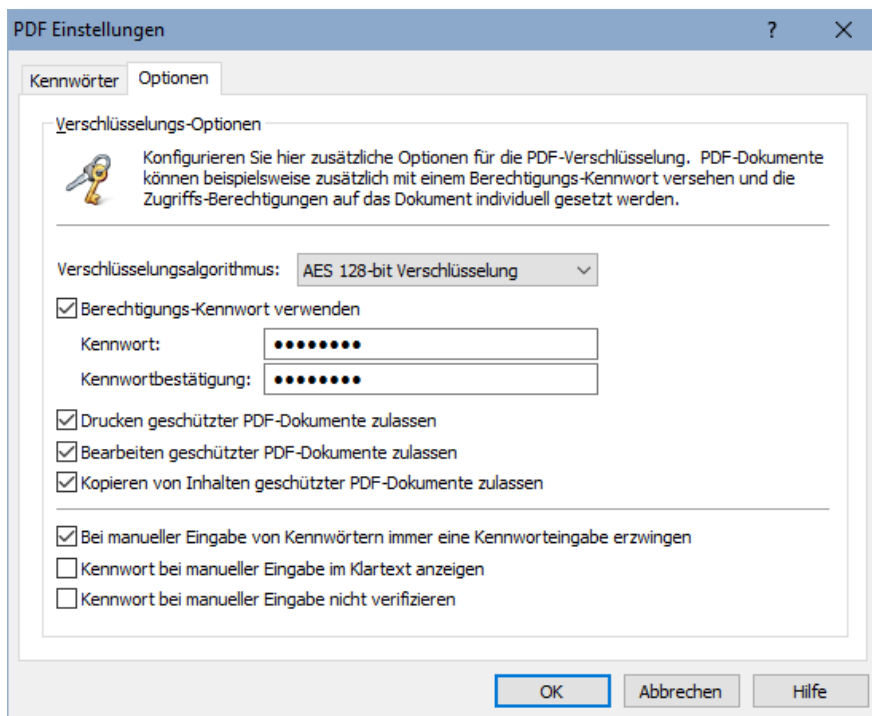 PDF Einstellungen
Kennwörter
Optionen
Verschlüsselungs-Optionen
Konfigurieren Sie hier zusätzliche Optionen für die PDF-Verschlüsselung. PDF-Dokumente
können beispielsweise zusätzlich mit einem Berechtigungs-Kennwort versehen und die
Zugriffs-Berechtigungen auf das Dokument individuell gesetzt werden.
Verschlüsselungsalgorithmus: AES 128-bit Verschlüsselung
Berechtigungs-Kennwort verwenden
Kennwort: ●●●●●●●●
Kennwortbestätigung: ●●●●●●●●
Drucken geschützter PDF-Dokumente zulassen
Bearbeiten geschützter PDF-Dokumente zulassen
Kopieren von Inhalten geschützter PDF-Dokumente zulassen
Bei manueller Eingabe von Kennwörtern immer eine Kennworteingabe erzwingen
Kennwort bei manueller Eingabe im Klartext anzeigen
Kennwort bei manueller Eingabe nicht verifizieren
OK Abbrechen Hilfe